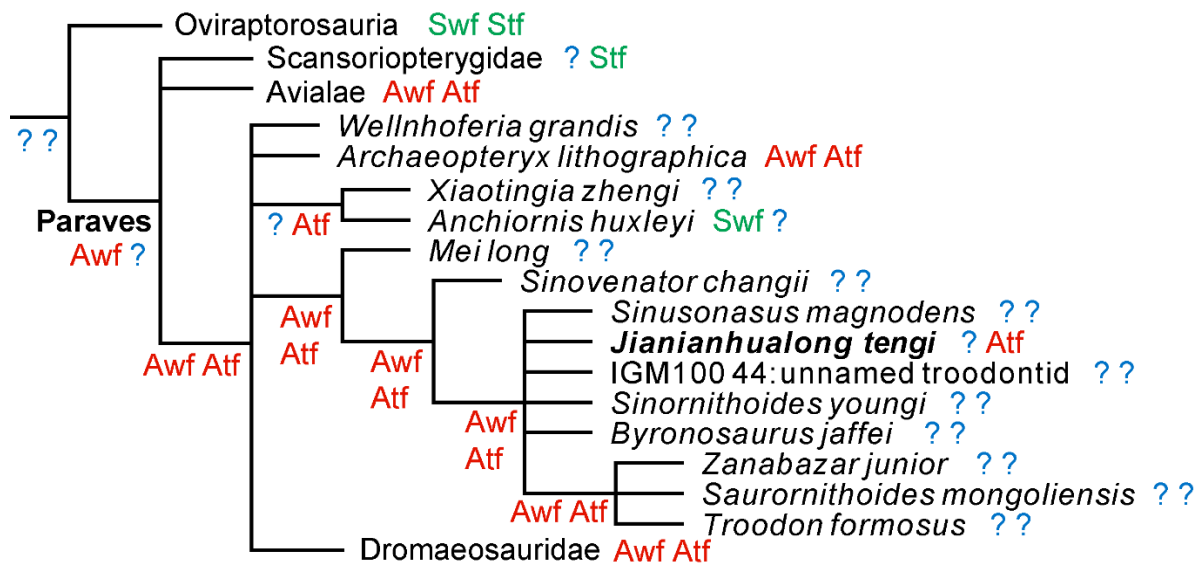 Oviraptorosauria Swf Stf
Scansoriopterygidae ? Stf
Avialae Awf Atf
? ?
Wellnhoferia grandis ? ?
Archaeopteryx lithographica Awf Atf
Xiaotingia zhengi ? ?
? Atf
Anchiornis huxleyi Swf ?
Paraves
Awf ?
Mei long ? ?
Sinovenator changii ? ?
Awf
Atf
Sinusonasus magnodens ? ?
Jianianhualong tengi ? Atf
Awf Atf
Awf
Atf
IGM100 44: unnamed troodontid ? ?
Sinornithoides youngi ? ?
Awf
Atf
Byronosaurus jaffei ? ?
Zanabazar junior ? ?
Saurornithoides mongoliensis ? ?
Awf Atf
Troodon formosus ? ?
Dromaeosauridae Awf Atf